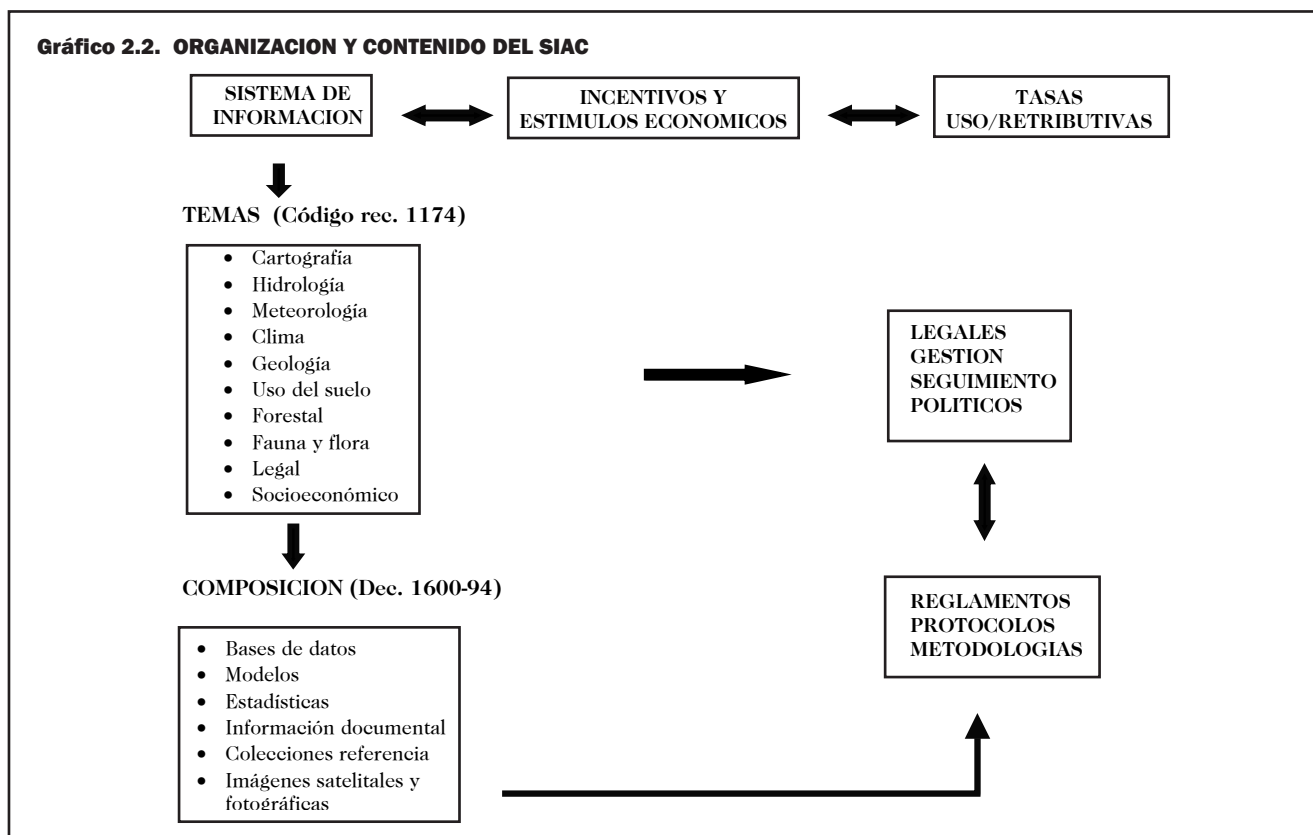 Gráfico 2.2. ORGANIZACION Y CONTENIDO DEL SIAC
SISTEMA DE
INFORMACION
INCENTIVOS Y
ESTIMULOS ECONOMICOS
TASAS
USO/RETRIBUTIVAS
TEMAS (Código rec. 1174)
• Cartografía
• Hidrología
• Meteorología
• Clima
• Geología
• Uso del suelo
• Forestal
• Fauna y flora
• Legal
• Socioeconómico
LEGALES
GESTION
SEGUIMIENTO
POLITICOS
COMPOSICION (Dec. 1600-94)
• Bases de datos
• Modelos
• Estadísticas
• Información documental
• Colecciones referencia
• Imágenes satelitales y
fotográficas
REGLAMENTOS
PROTOCOLOS
METODOLOGIAS